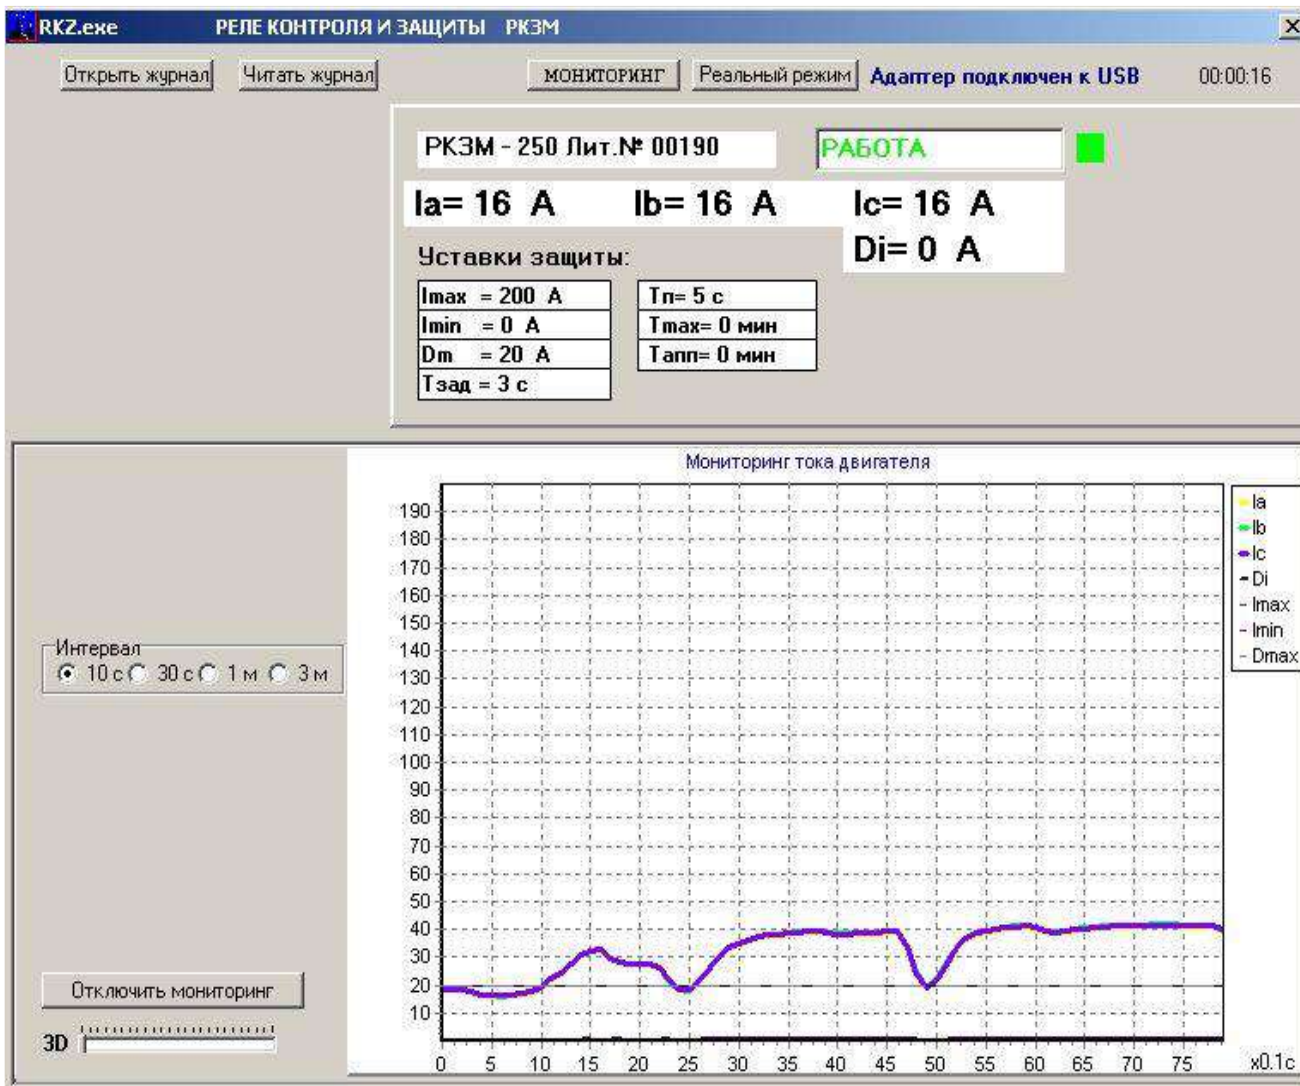 RKZ.exe РЕЛЕ КОНТРОЛЯ И ЗАЩИТЫ РКЗМ
Открыть журнал Читать журнал МОНИТОРИНГ Реальный режим Адаптер подключен к USB 00:00:16
РКЗМ - 250 Лит.№ 00190 РАБОТА
Ia= 16 A Ib= 16 A Ic= 16 A
Di= 0 A
Уставки защиты:
Imax = 200 A Тп= 5 с
Imin = 0 A Tmax= 0 мин
Dm = 20 A Тапп= 0 мин
Тзад = 3 с
Мониторинг тока двигателя
190
180
170
160
150
140
130
120
110
100
90
80
70
60
50
40
30
20
10
0 5 10 15 20 25 30 35 40 45 50 55 60 65 70 75 x0.1c
Ia
Ib
Ic
Di
Imax
Imin
Dmax
Интервал
10 с 30 с 1 м 3 м
Отключить мониторинг
3D